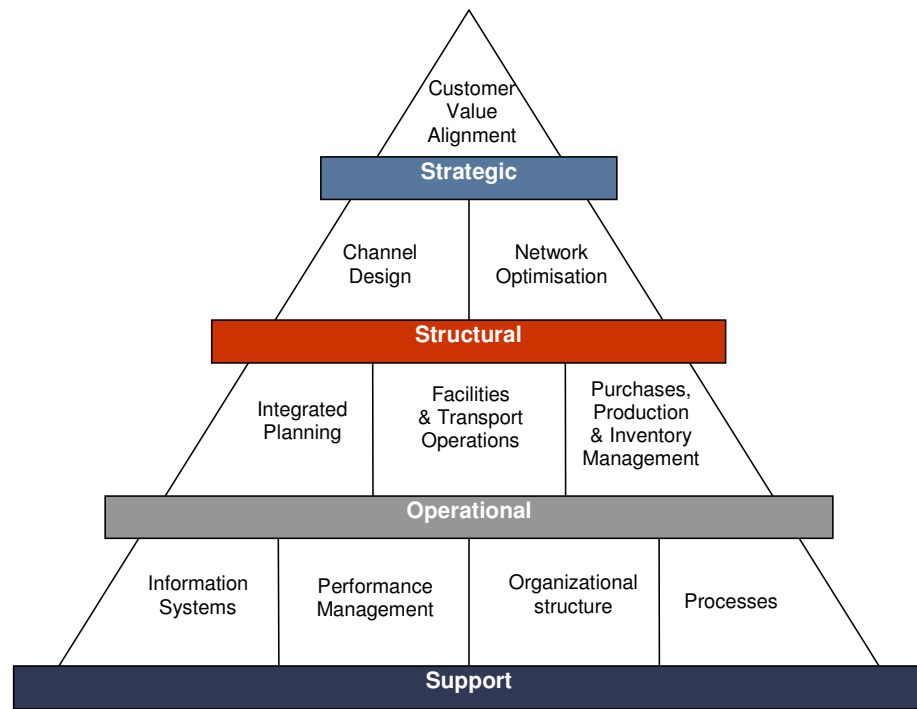 Customer
Value
Alignment
Strategic
Channel
Design
Network
Optimisation
Structural
Integrated
Planning
Facilities
& Transport
Operations
Purchases,
Production
& Inventory
Management
Operational
Information
Systems
Performance
Management
Organizational
structure
Processes
Support